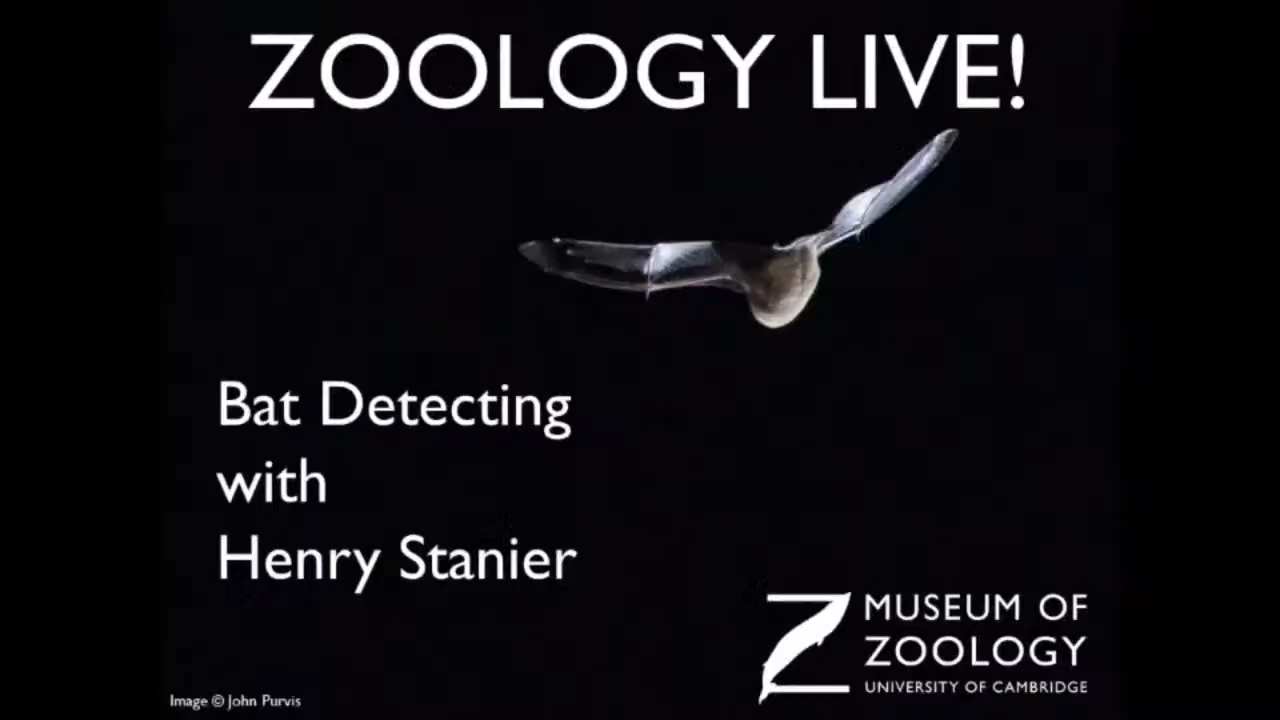 ZOOLOGY LIVE!
Bat Detecting
with
Henry Stanier
MUSEUM OF
ZOOLOGY
UNIVERSITY OF CAMBRIDGE
Image © John Purvis